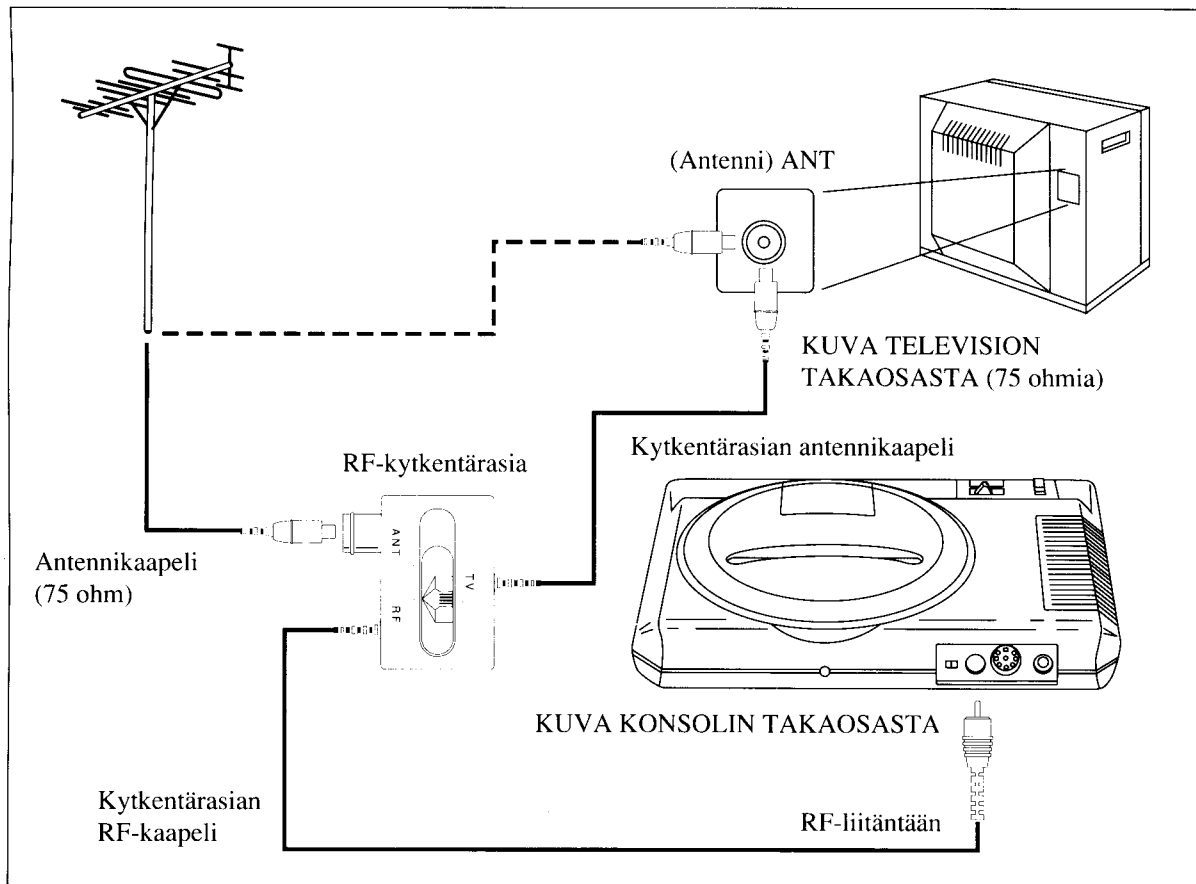 (Antenni) ANT
KUVA TELEVISION
TAKAOSASTA (75 ohmia)
RF-kytkentärasia
Kytkentärasian antennikaapeli
ANT
TV
RF
Antennikaapeli
(75 ohm)
KUVA KONSOLIN TAKAOSASTA
Kytkentärasian
RF-kaapeli
RF-liitäntään